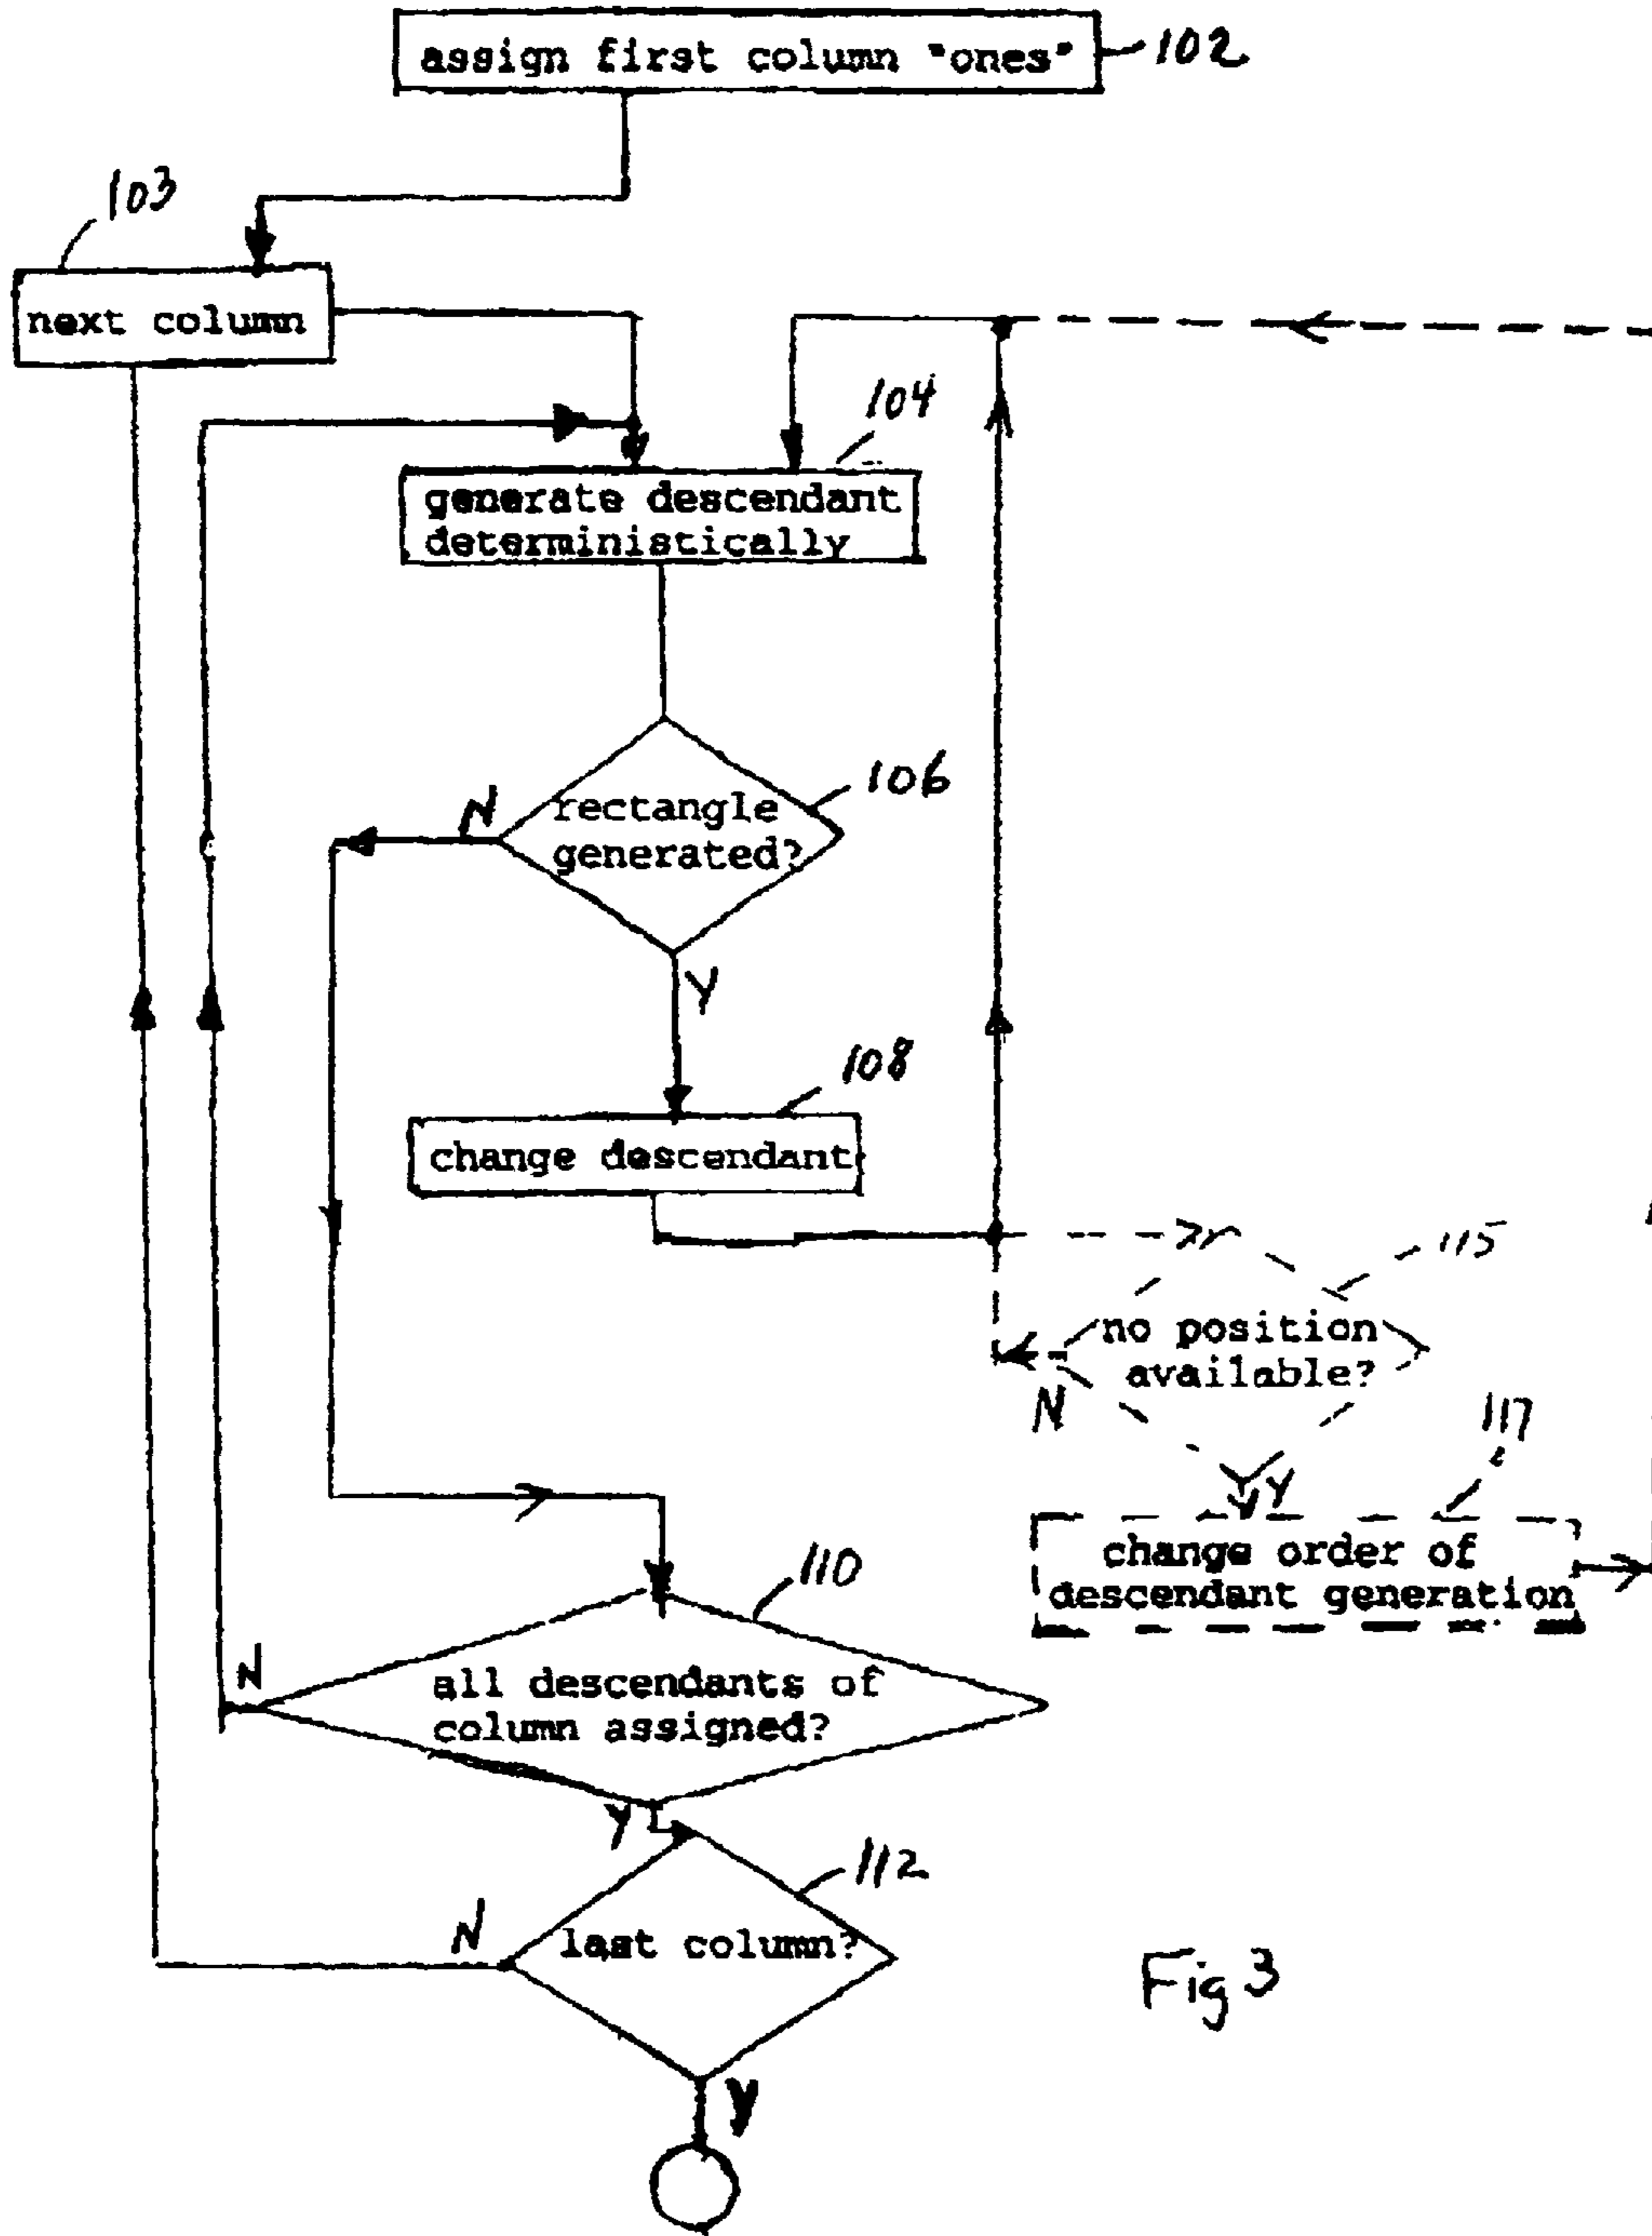 assign first column "ones"
102
103
next column
104
generate descendant
deterministically
106
N
rectangle
generated?
Y
108
change descendant
115
no position
available?
N
117
Y
change order of
descendant generation
110
N
all descendants of
column assigned?
Y
112
N
last column?
Fig 3
Y